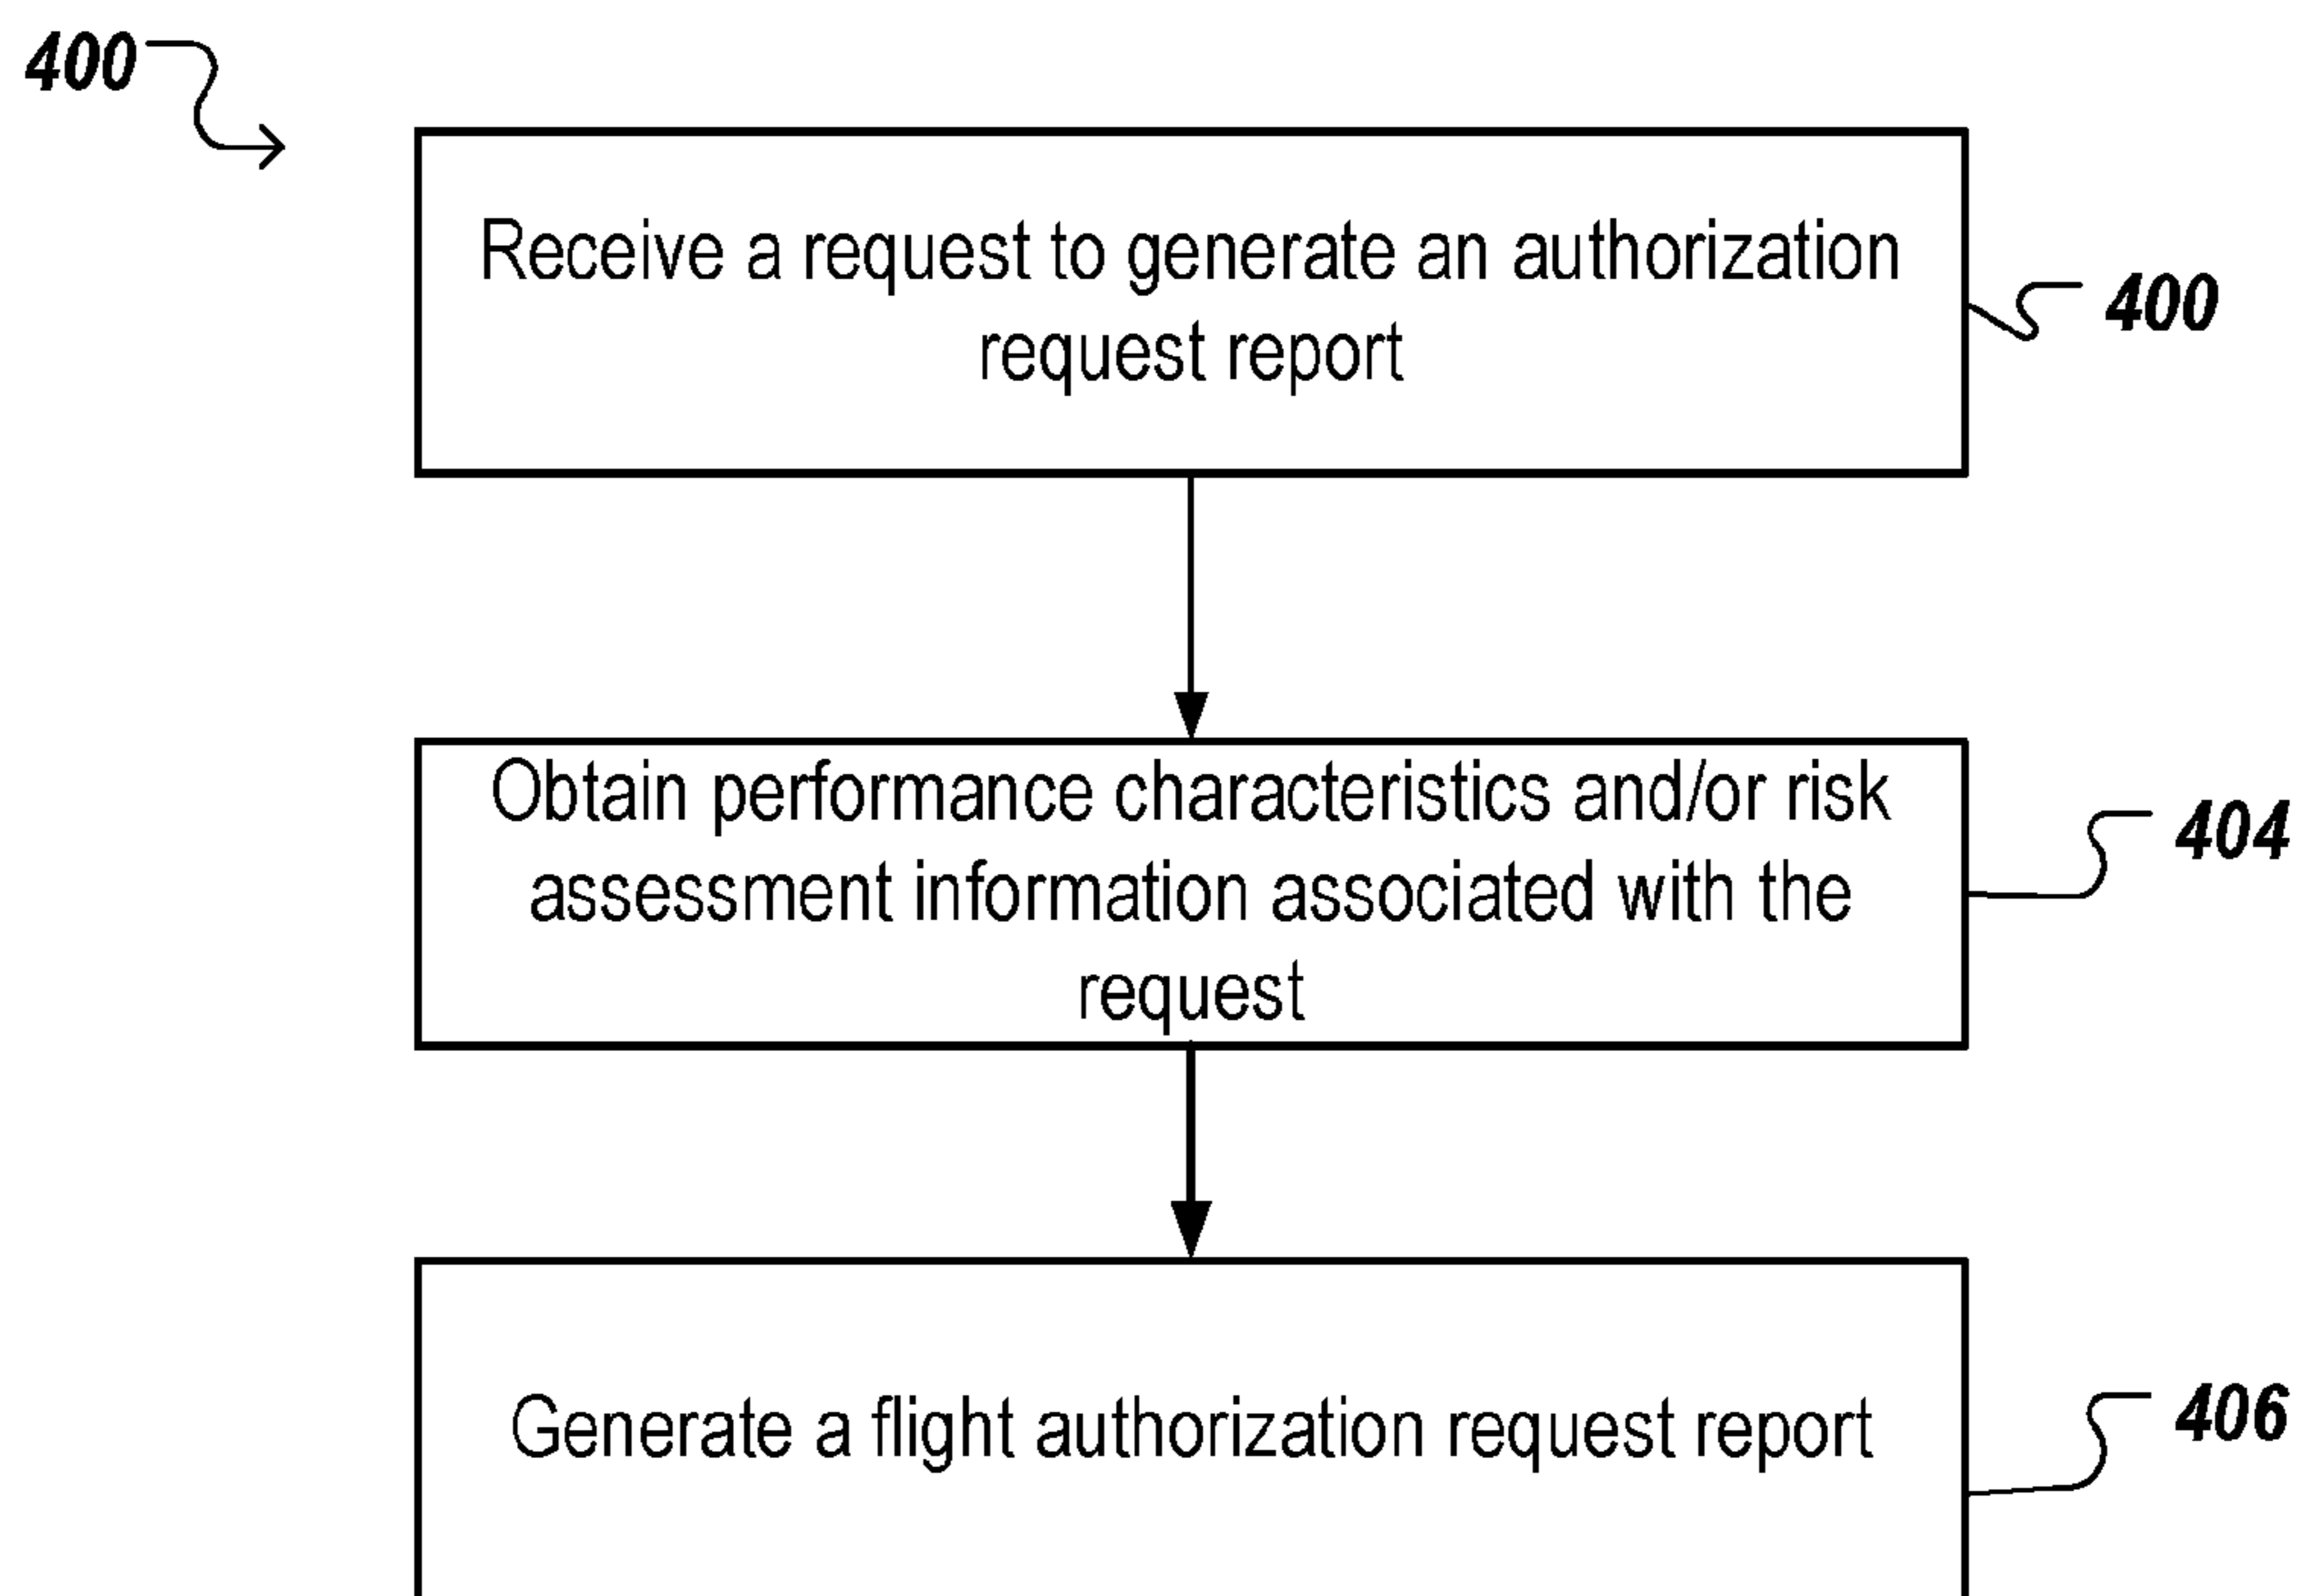 400
Receive a request to generate an authorization
request report
400
Obtain performance characteristics and/or risk
assessment information associated with the
request
404
Generate a flight authorization request report
406